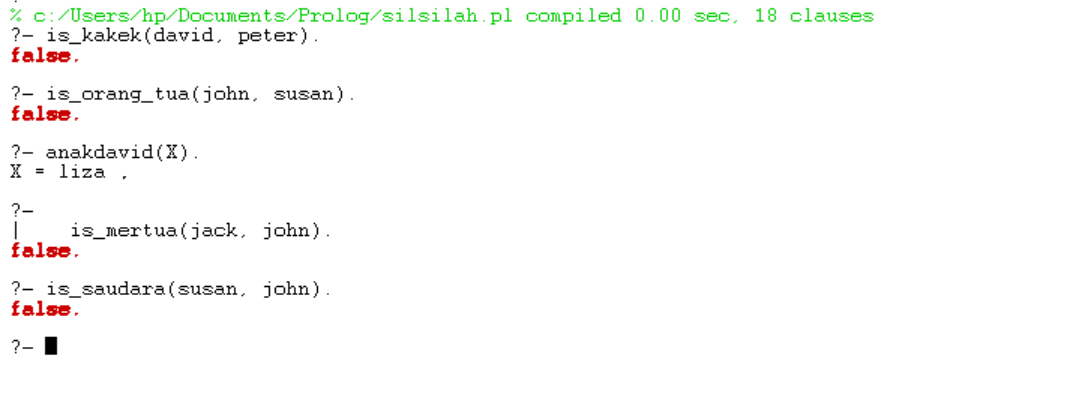 % c:/Users/hp/Documents/Prolog/silsilah.pl compiled 0.00 sec, 18 clauses
?- is_kakek(david, peter).
false.
?- is_orang_tua(john, susan).
false.
?- anakdavid(X).
X = liza .
?-
|    is_mertua(jack, john).
false.
?- is_saudara(susan, john).
false.
?-